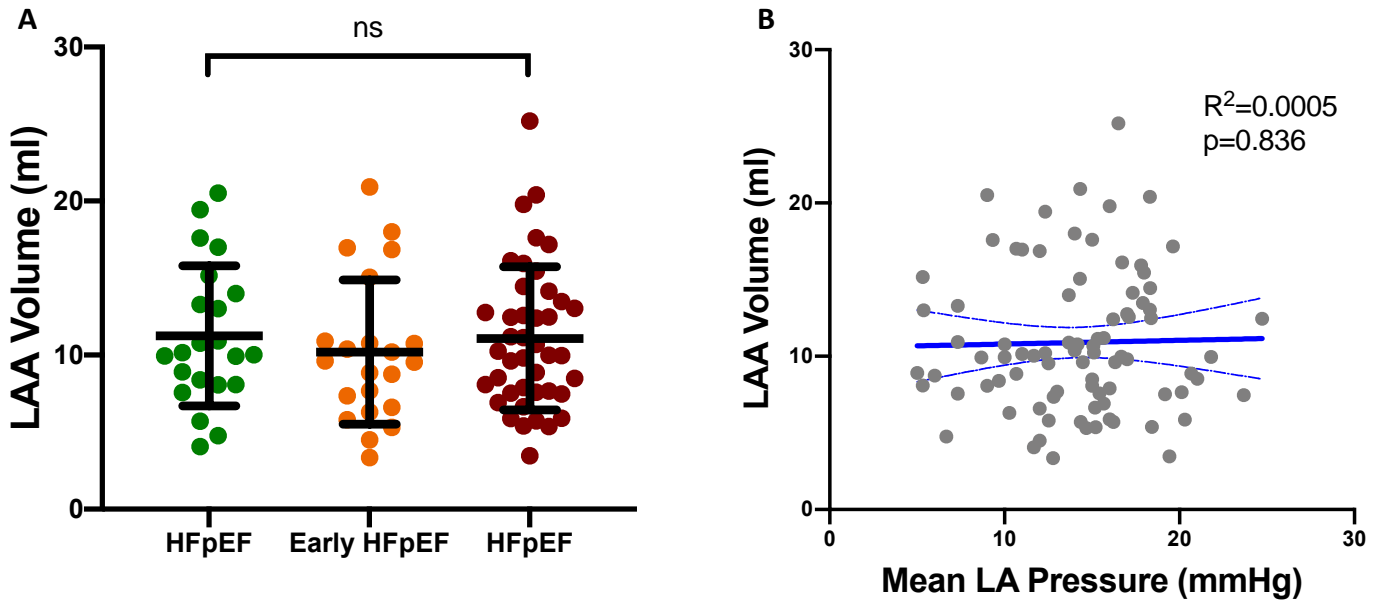 A
ns
30
20
10
0
LAA Volume (ml)
HFpEF Early HFpEF HFpEF
B
R²=0.0005
p=0.836
30
20
10
0
LAA Volume (ml)
0 10 20 30
Mean LA Pressure (mmHg)